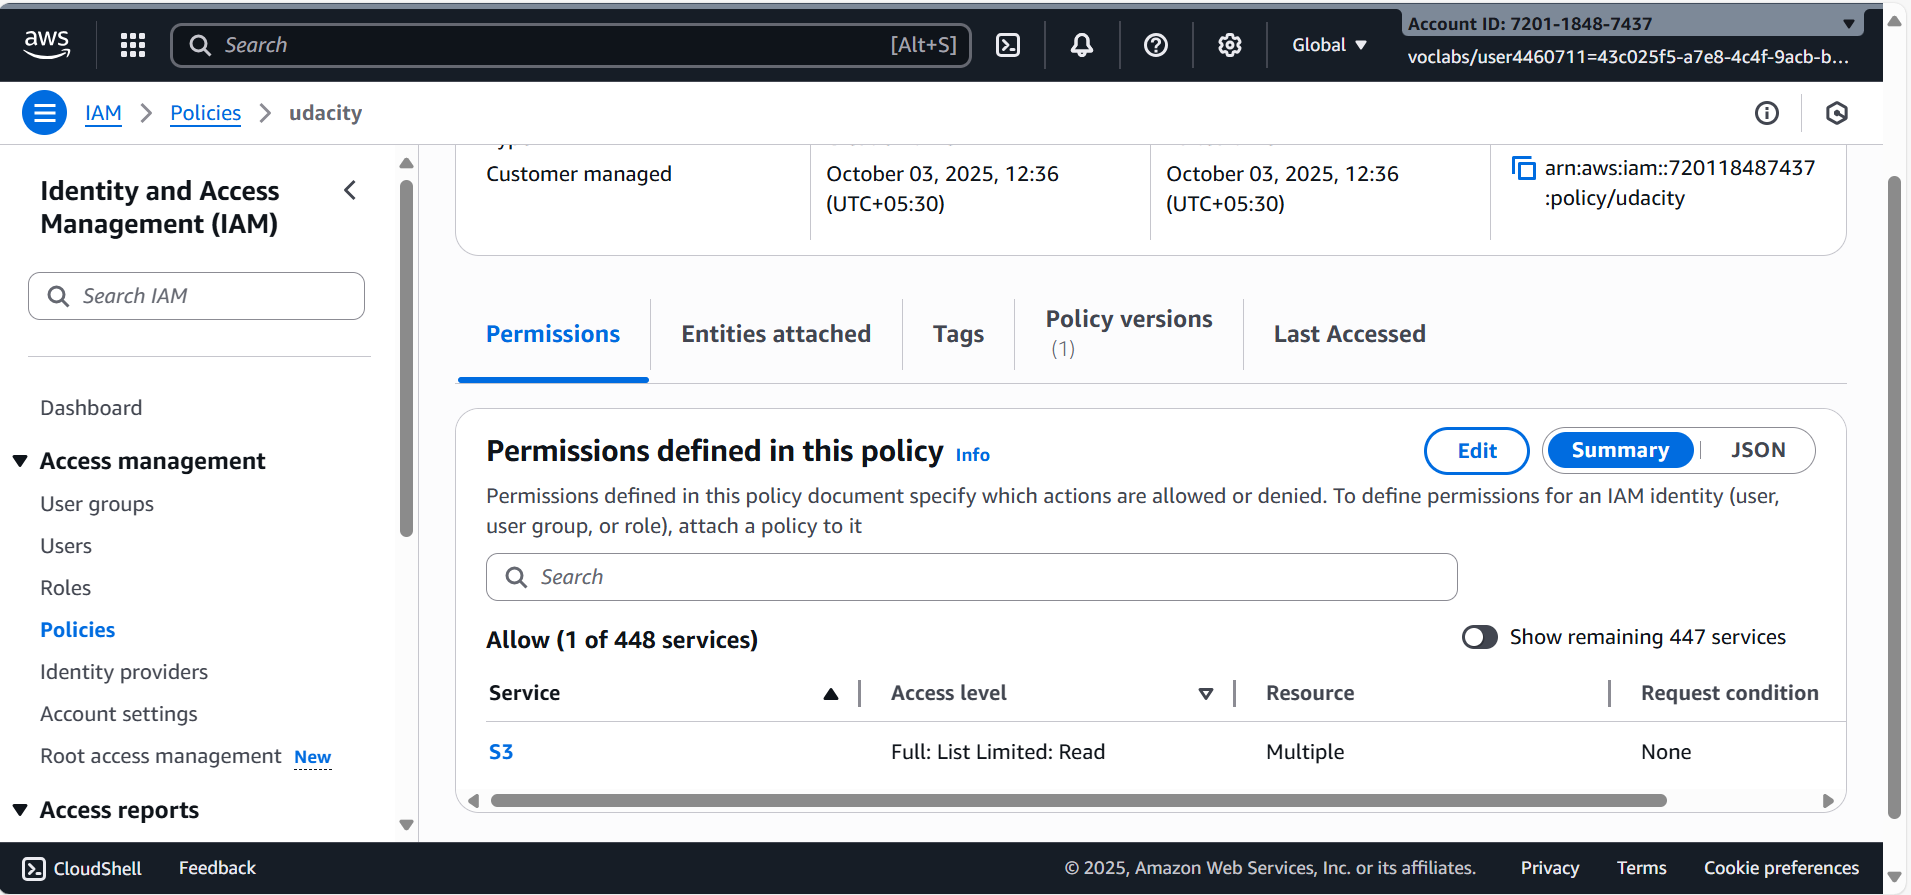 aws
Search
[Alt+S]
Global
Account ID: 7201-1848-7437
voclabs/user4460711=43c025f5-a7e8-4c4f-9acb-b...
IAM
Policies
udacity
Identity and Access
Management (IAM)
Search IAM
Dashboard
Access management
User groups
Users
Roles
Policies
Identity providers
Account settings
Root access management New
Access reports
Customer managed
October 03, 2025, 12:36
(UTC+05:30)
October 03, 2025, 12:36
(UTC+05:30)
arn:aws:iam::720118487437
:policy/udacity
Permissions
Entities attached
Tags
Policy versions
(1)
Last Accessed
Permissions defined in this policy Info
Edit
Summary
JSON
Permissions defined in this policy document specify which actions are allowed or denied. To define permissions for an IAM identity (user,
user group, or role), attach a policy to it
Search
Allow (1 of 448 services)
Show remaining 447 services
Service
Access level
Resource
Request condition
S3
Full: List Limited: Read
Multiple
None
CloudShell
Feedback
© 2025, Amazon Web Services, Inc. or its affiliates.
Privacy
Terms
Cookie preferences